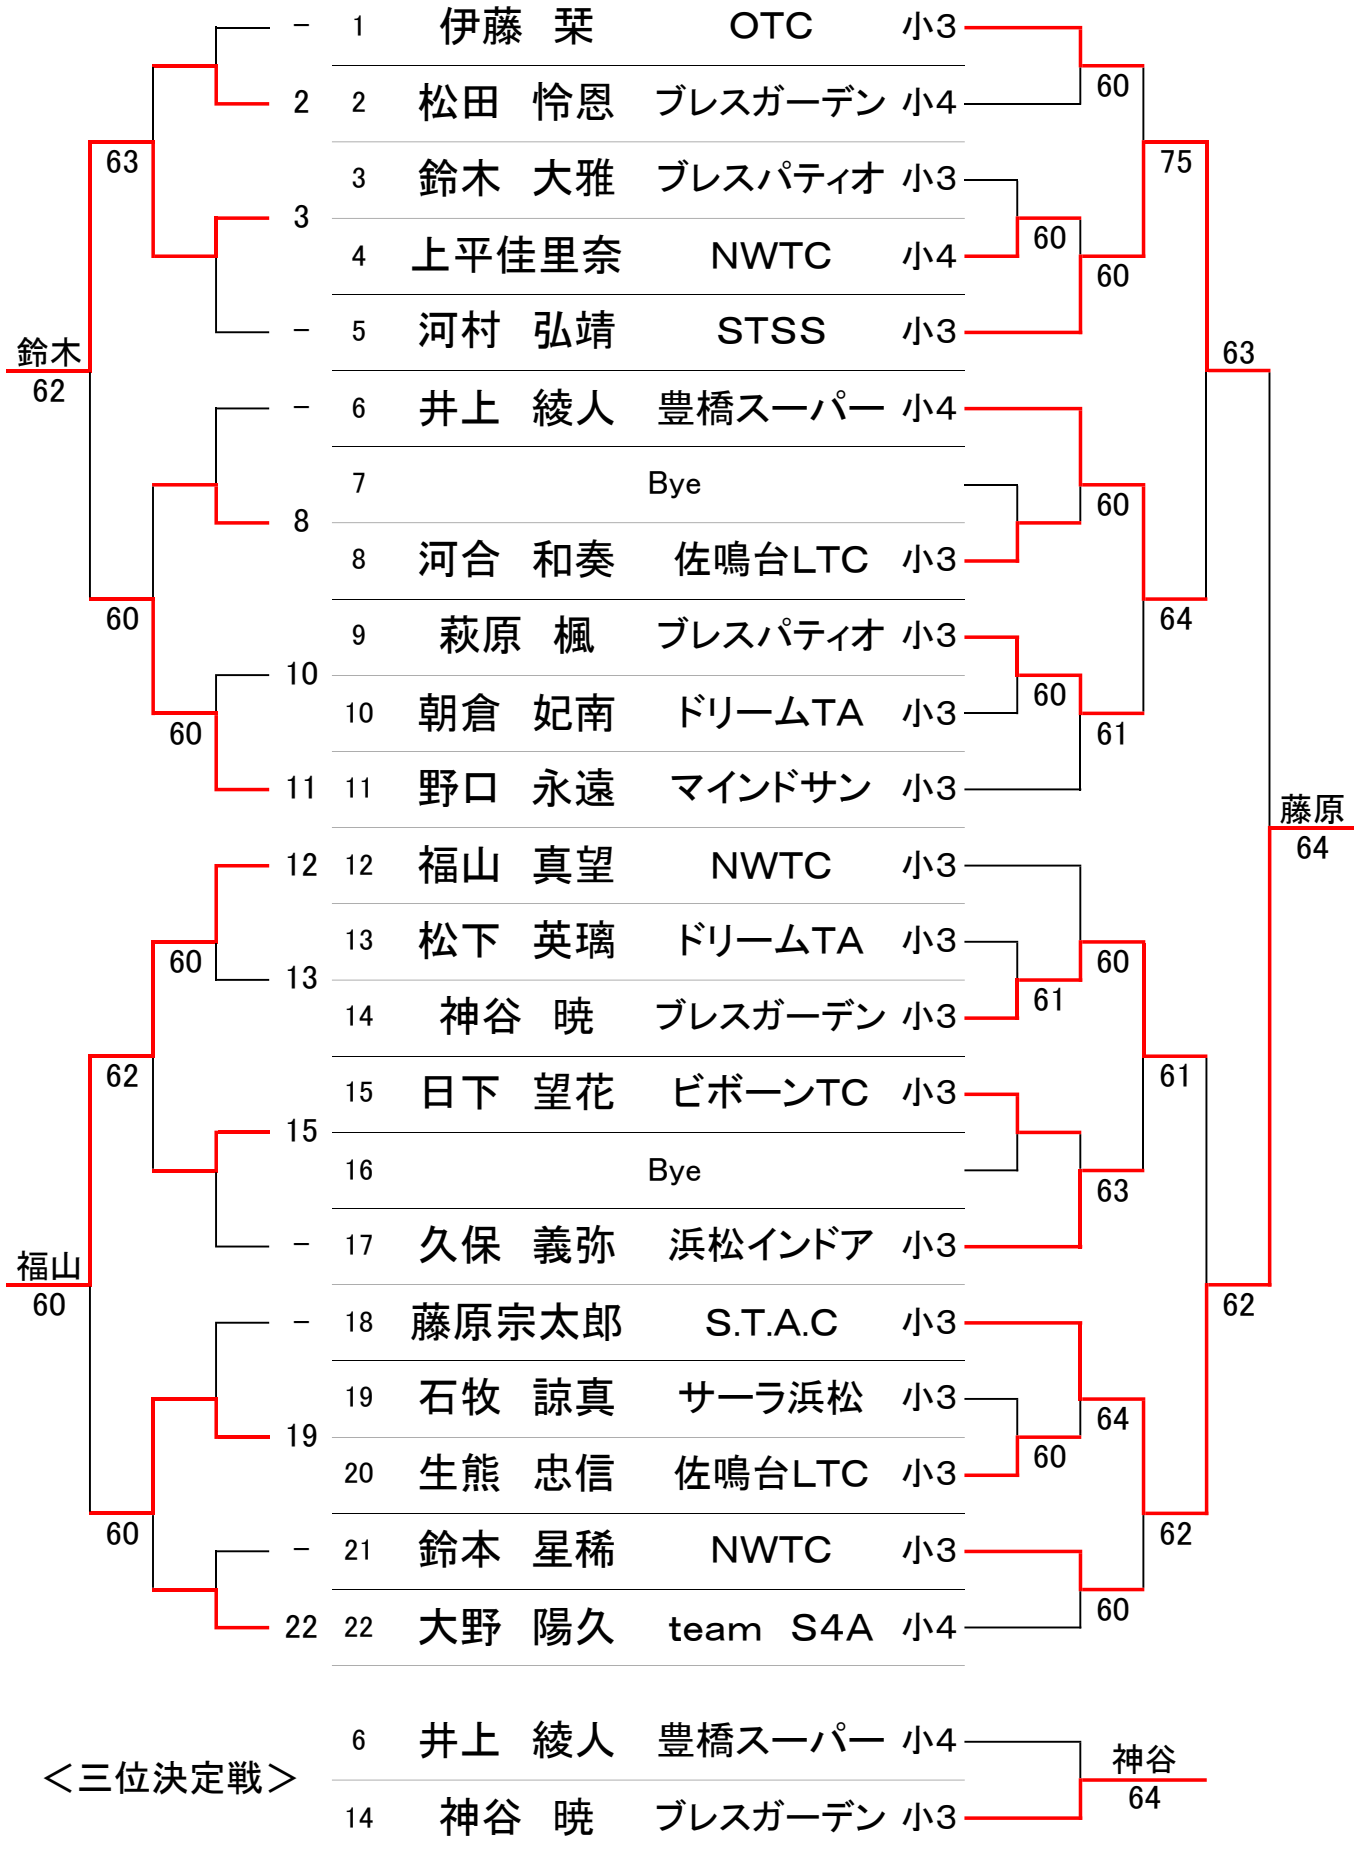 － 1 伊藤 栞 OTC 小3
60
2 2 松田 怜恩 ブレスガーデン 小4
63 75
3 鈴木 大雅 ブレスパティオ 小3
3 60
4 上平佳里奈 NWTC 小4
60
－ 5 河村 弘靖 STSS 小3
鈴木 63
62
－ 6 井上 綾人 豊橋スーパー 小4
7 Bye
8 60
8 河合 和奏 佐鳴台LTC 小3
60 64
9 萩原 楓 ブレスパティオ 小3
10 60
60 10 朝倉 妃南 ドリームTA 小3
61
11 11 野口 永遠 マインドサン 小3
藤原
64
12 12 福山 真望 NWTC 小3
13 松下 英璃 ドリームTA 小3
60 60
13 61
14 神谷 暁 ブレスガーデン 小3
62 61
15 日下 望花 ビボーンTC 小3
15
16 Bye
63
－ 17 久保 義弥 浜松インドア 小3
福山
60 62
－ 18 藤原宗太郎 S.T.A.C 小3
19 石牧 諒真 サーラ浜松 小3
64
19 60
20 生熊 忠信 佐鳴台LTC 小3
60 62
－ 21 鈴本 星稀 NWTC 小3
60
22 22 大野 陽久 team S4A 小4
6 井上 綾人 豊橋スーパー 小4
＜三位決定戦＞ 神谷
64
14 神谷 暁 ブレスガーデン 小3